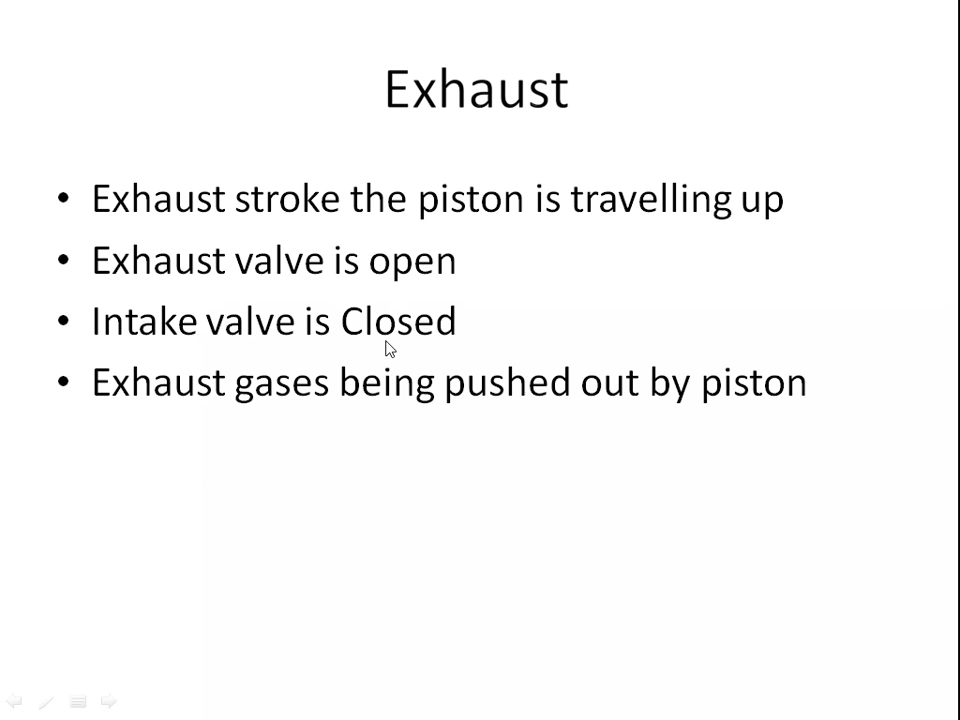 Exhaust
• Exhaust stroke the piston is travelling up
• Exhaust valve is open
• Intake valve is Closed
• Exhaust gases being pushed out by piston